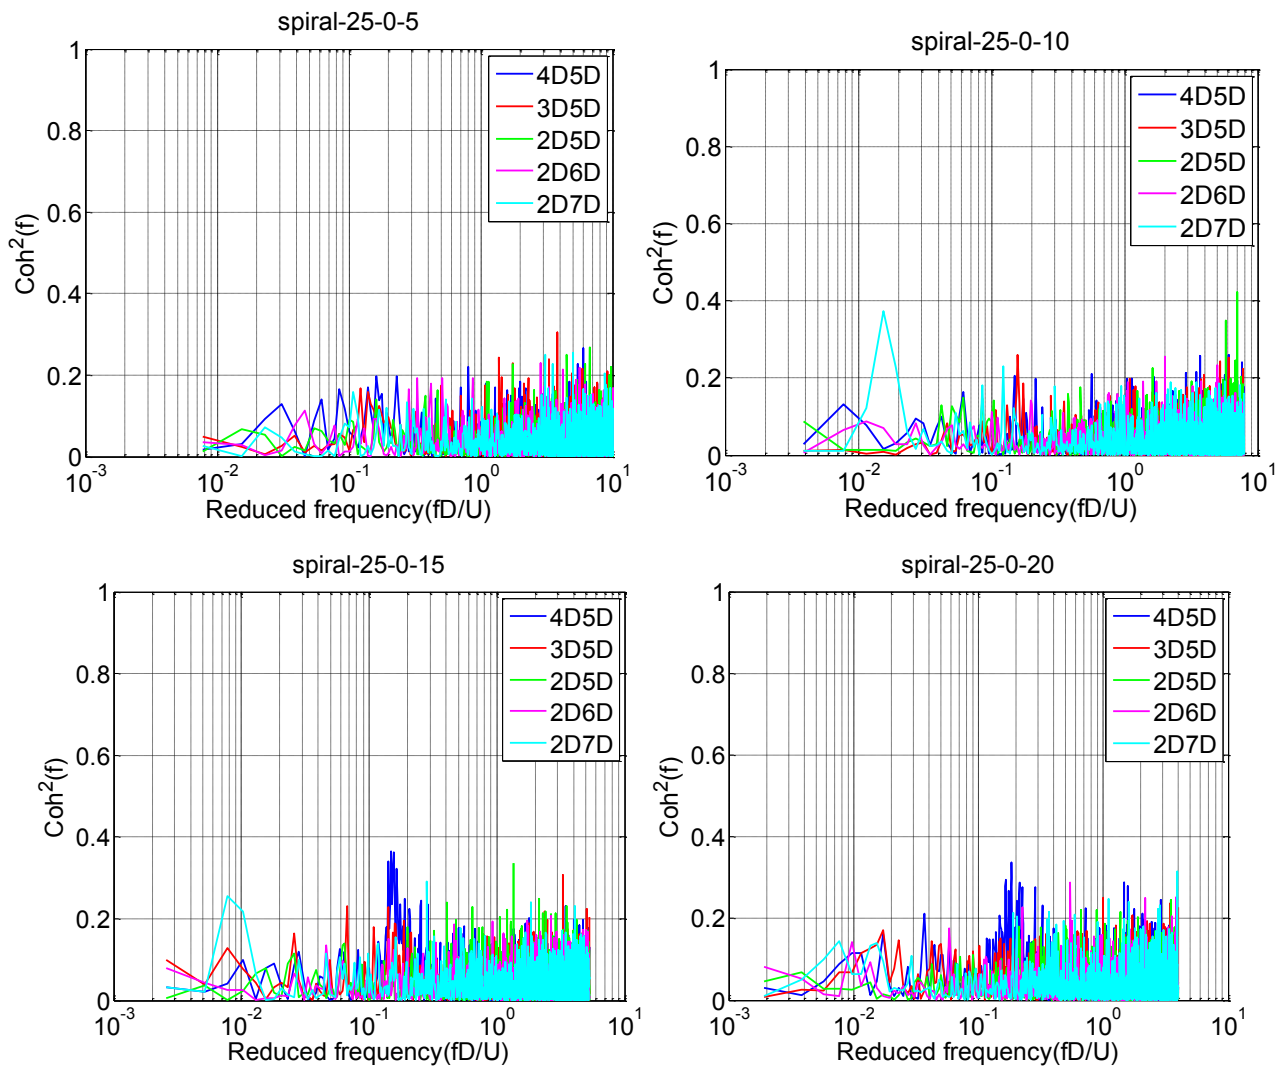 spiral-25-0-5
1
0.8
0.6
0.4
0.2
0
Coh²(f)
4D5D
3D5D
2D5D
2D6D
2D7D
10⁻³ 10⁻² 10⁻¹ 10⁰ 10¹
Reduced frequency(fD/U)
spiral-25-0-10
1
0.8
0.6
0.4
0.2
0
Coh²(f)
4D5D
3D5D
2D5D
2D6D
2D7D
10⁻³ 10⁻² 10⁻¹ 10⁰ 10¹
Reduced frequency(fD/U)
spiral-25-0-15
1
0.8
0.6
0.4
0.2
0
Coh²(f)
4D5D
3D5D
2D5D
2D6D
2D7D
10⁻³ 10⁻² 10⁻¹ 10⁰ 10¹
Reduced frequency(fD/U)
spiral-25-0-20
1
0.8
0.6
0.4
0.2
0
Coh²(f)
4D5D
3D5D
2D5D
2D6D
2D7D
10⁻³ 10⁻² 10⁻¹ 10⁰ 10¹
Reduced frequency(fD/U)